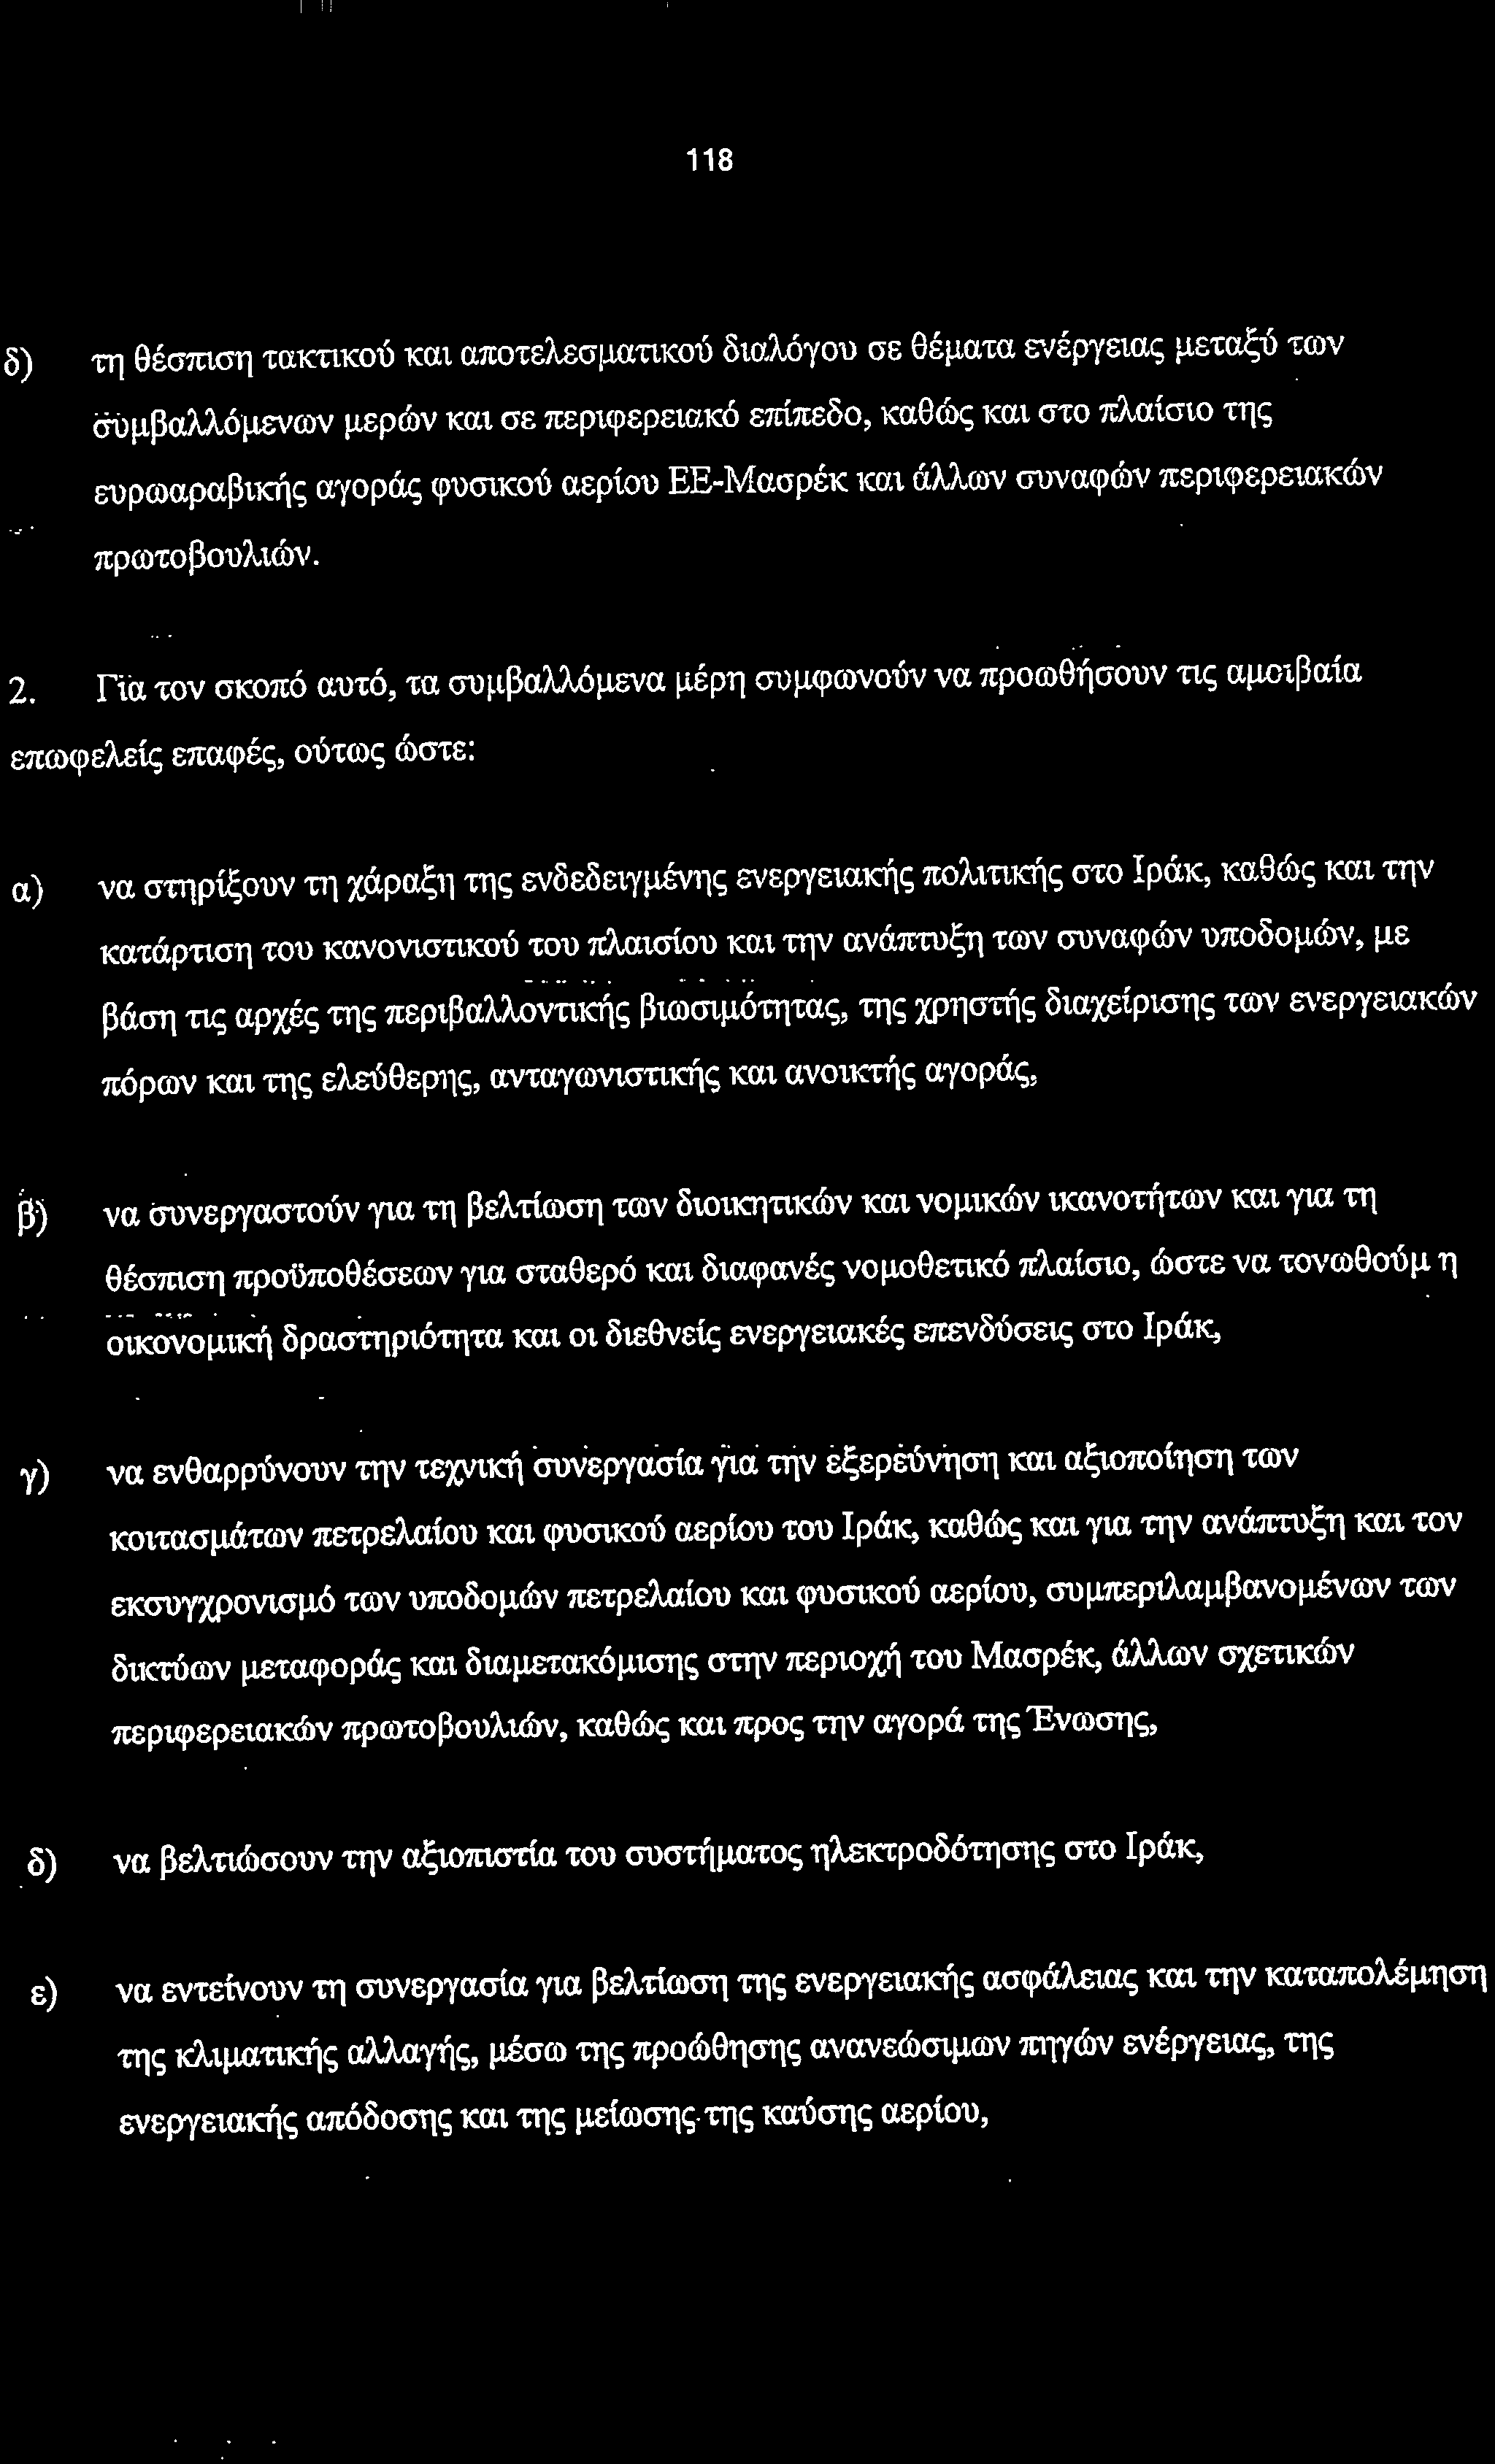 118
δ) τη θέσπιση τακτικού και αποτελεσματικού διαλόγου σε θέματα ενέργειας μεταξύ των
συμβαλλόμενων μερών και σε περιφερειακό επίπεδο, καθώς και στο πλαίσιο της
ευρωαραβικής αγοράς φυσικού αερίου ΕΕ-Μασρέκ και άλλων συναφών περιφερειακών
πρωτοβουλιών.
2. Για τον σκοπό αυτό, τα συμβαλλόμενα μέρη συμφωνούν να προωθήσουν τις αμοιβαία
επωφελείς επαφές, ούτως ώστε:
α) να στηρίξουν τη χάραξη της ενδεδειγμένης ενεργειακής πολιτικής στο Ιράκ, καθώς και την
κατάρτιση του κανονιστικού του πλαισίου και την ανάπτυξη των συναφών υποδομών, με
βάση τις αρχές της περιβαλλοντικής βιωσιμότητας, της χρηστής διαχείρισης των ενεργειακών
πόρων και της ελεύθερης, ανταγωνιστικής και ανοικτής αγοράς,
β) να συνεργαστούν για τη βελτίωση των διοικητικών και νομικών ικανοτήτων και για τη
θέσπιση προϋποθέσεων για σταθερό και διαφανές νομοθετικό πλαίσιο, ώστε να τονωθούμ η
οικονομική δραστηριότητα και οι διεθνείς ενεργειακές επενδύσεις στο Ιράκ,
γ) να ενθαρρύνουν την τεχνική συνεργασία για την εξερεύνηση και αξιοποίηση των
κοιτασμάτων πετρελαίου και φυσικού αερίου του Ιράκ, καθώς και για την ανάπτυξη και τον
εκσυγχρονισμό των υποδομών πετρελαίου και φυσικού αερίου, συμπεριλαμβανομένων των
δικτύων μεταφοράς και διαμετακόμισης στην περιοχή του Μασρέκ, άλλων σχετικών
περιφερειακών πρωτοβουλιών, καθώς και προς την αγορά της Ένωσης,
δ) να βελτιώσουν την αξιοπιστία του συστήματος ηλεκτροδότησης στο Ιράκ,
ε) να εντείνουν τη συνεργασία για βελτίωση της ενεργειακής ασφάλειας και την καταπολέμηση
της κλιματικής αλλαγής, μέσω της προώθησης ανανεώσιμων πηγών ενέργειας, της
ενεργειακής απόδοσης και της μείωσης της καύσης αερίου,